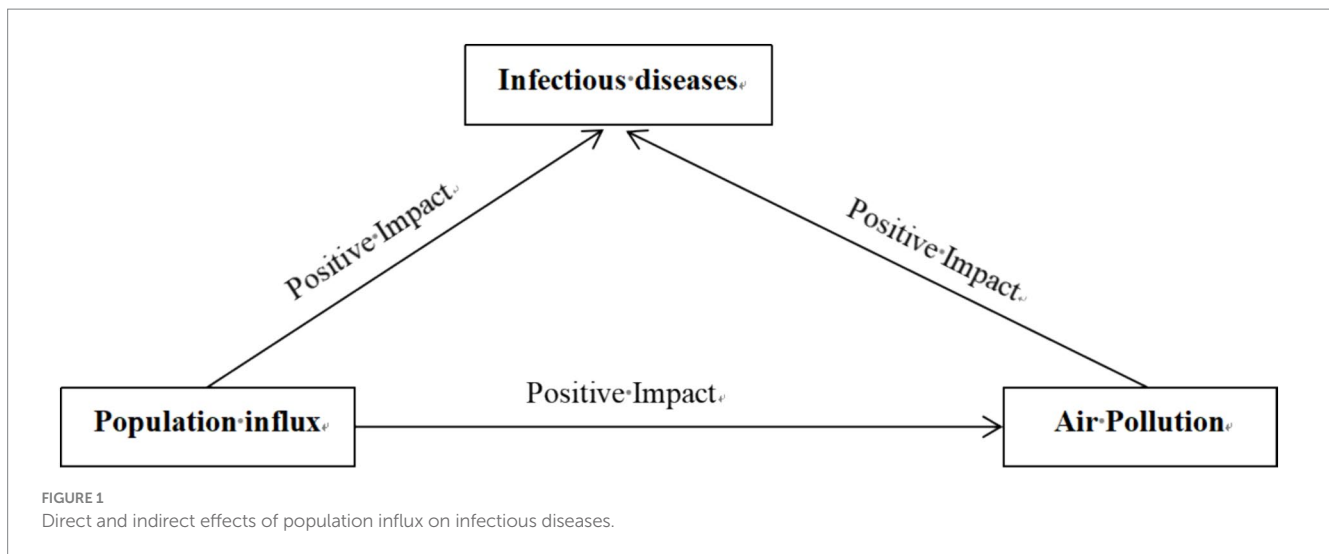 Infectious diseases
Positive Impact
Positive Impact
Positive Impact
Population influx
Air Pollution
FIGURE 1
Direct and indirect effects of population influx on infectious diseases.